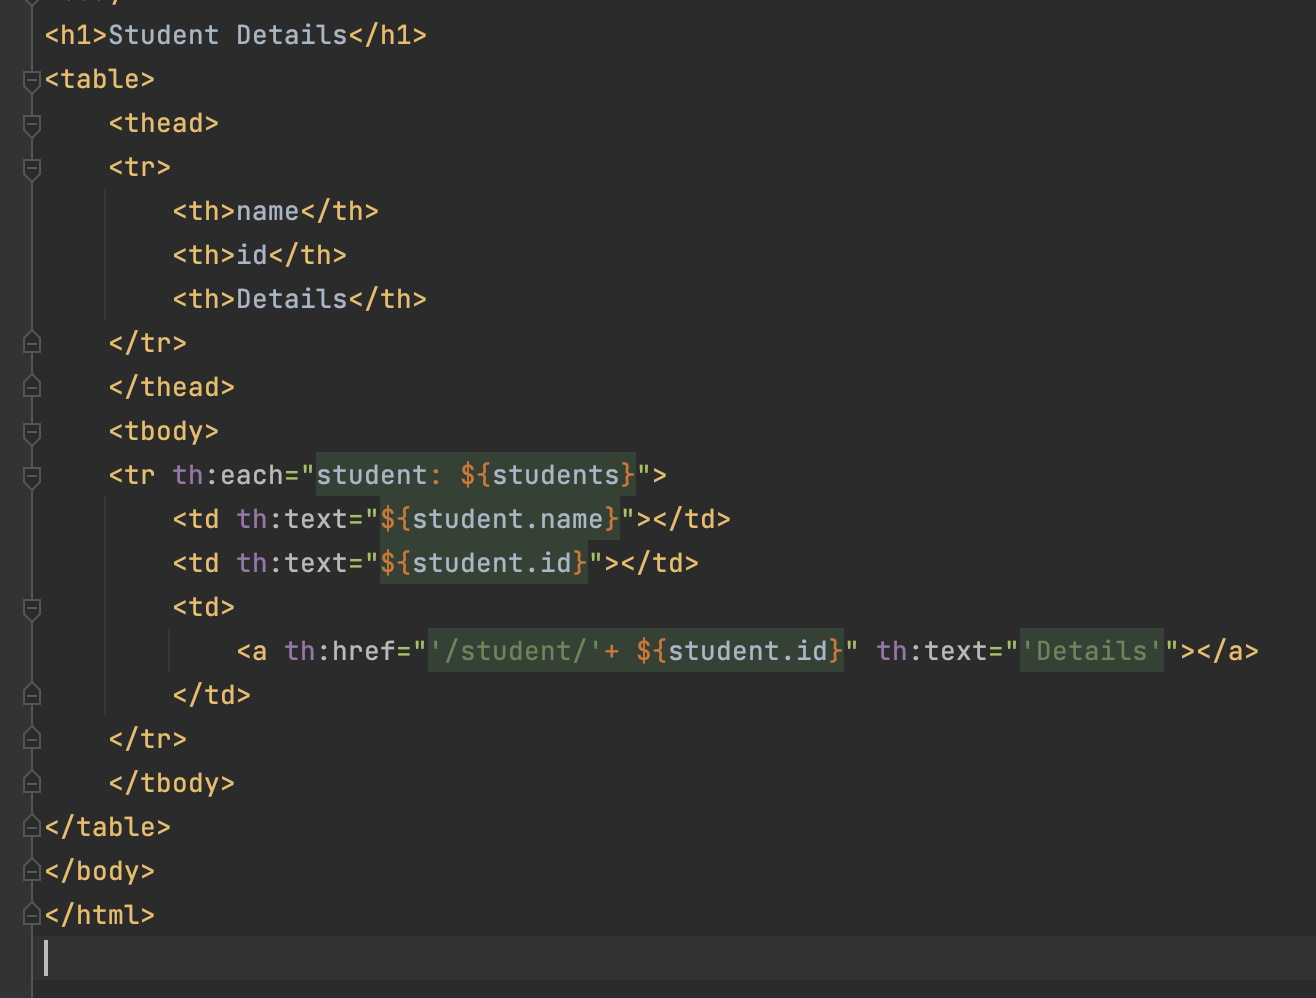 <h1>Student Details</h1>
<table>
    <thead>
    <tr>
        <th>name</th>
        <th>id</th>
        <th>Details</th>
    </tr>
    </thead>
    <tbody>
    <tr th:each="student: ${students}">
        <td th:text="${student.name}"></td>
        <td th:text="${student.id}"></td>
        <td>
            <a th:href="'/student/'+ ${student.id}" th:text="'Details'"></a>
        </td>
    </tr>
    </tbody>
</table>
</body>
</html>